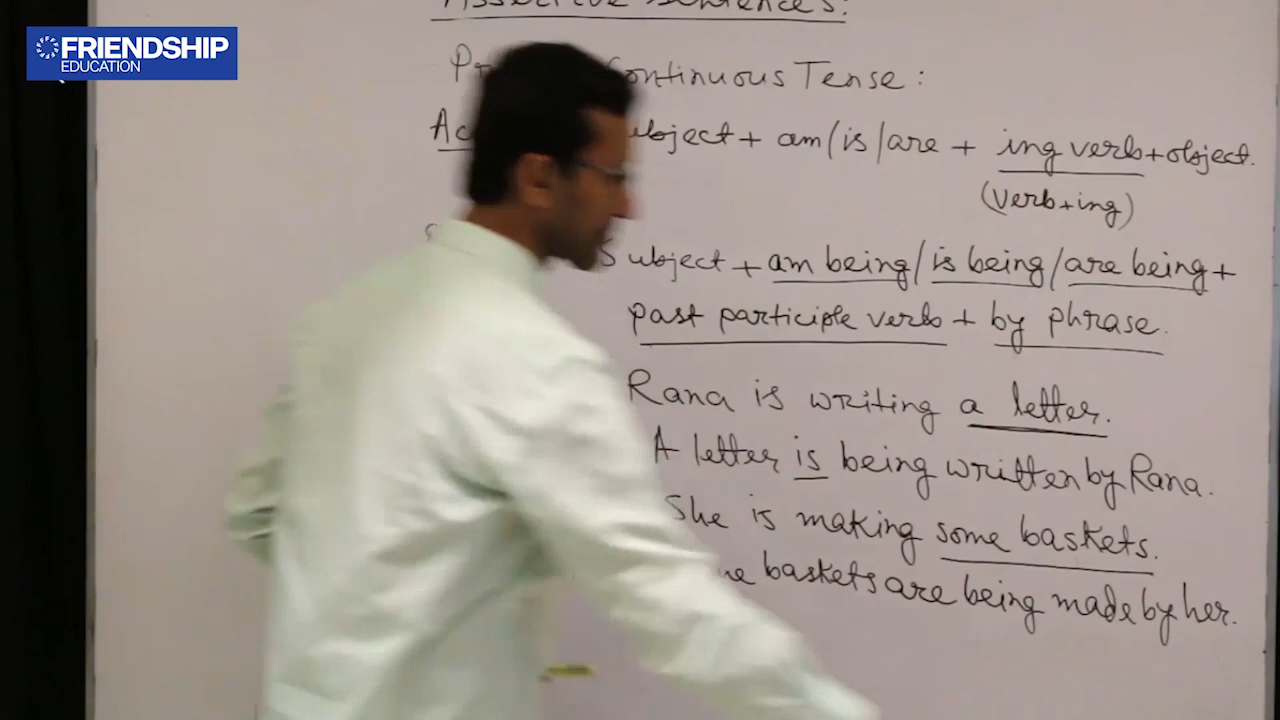 FRIENDSHIP
EDUCATION
Assertive Sentences:
Continuous Tense:
Subject + am/is/are + ing verb + object.
(verb+ing)
Subject + am being/is being/are being +
past participle verb + by phrase.
Rana is writing a letter.
A letter is being written by Rana.
She is making some baskets.
baskets are being made by her.